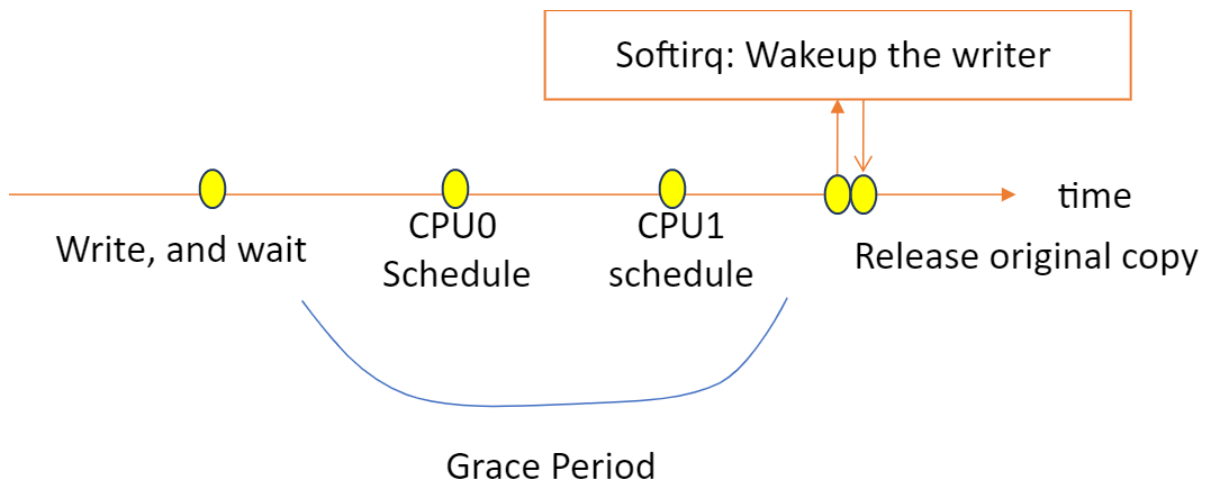 Softirq: Wakeup the writer
time
Write, and wait
CPU0
Schedule
CPU1
schedule
Release original copy
Grace Period